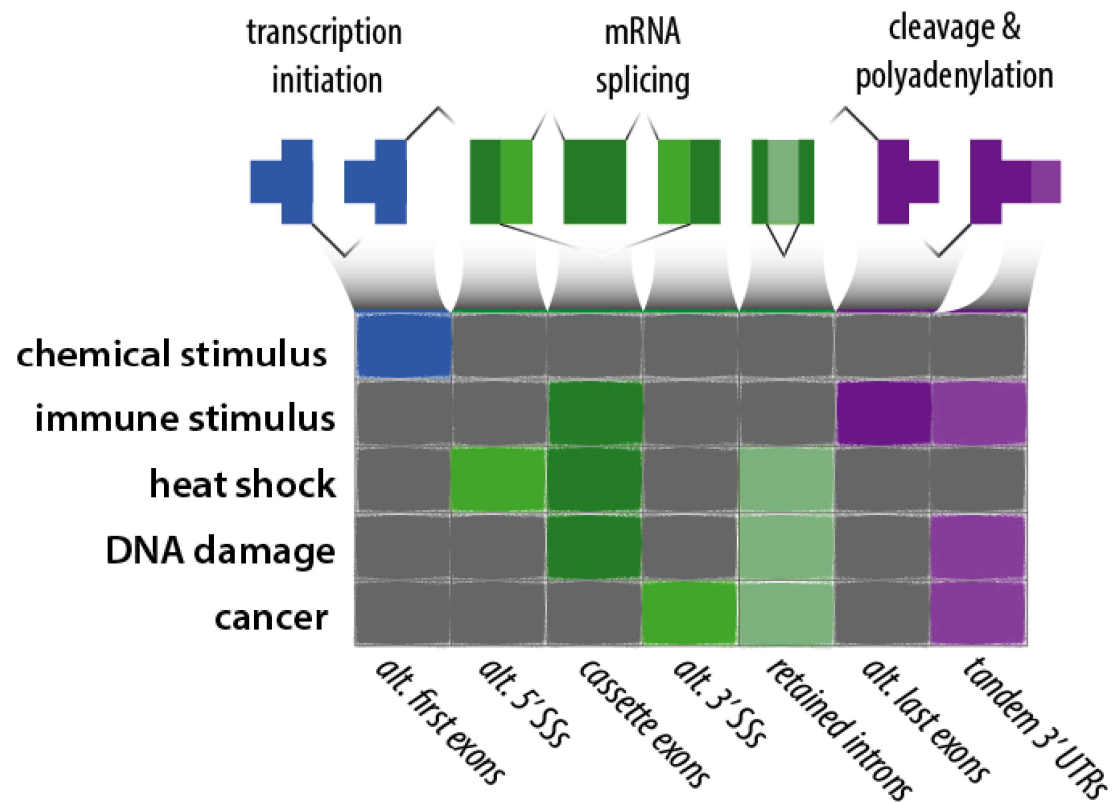 transcription
initiation
mRNA
splicing
cleavage &
polyadenylation
chemical stimulus
immune stimulus
heat shock
DNA damage
cancer
alt. first exons
alt. 5' SSs
cassette exons
alt. 3' SSs
retained introns
alt. last exons
tandem 3' UTRs